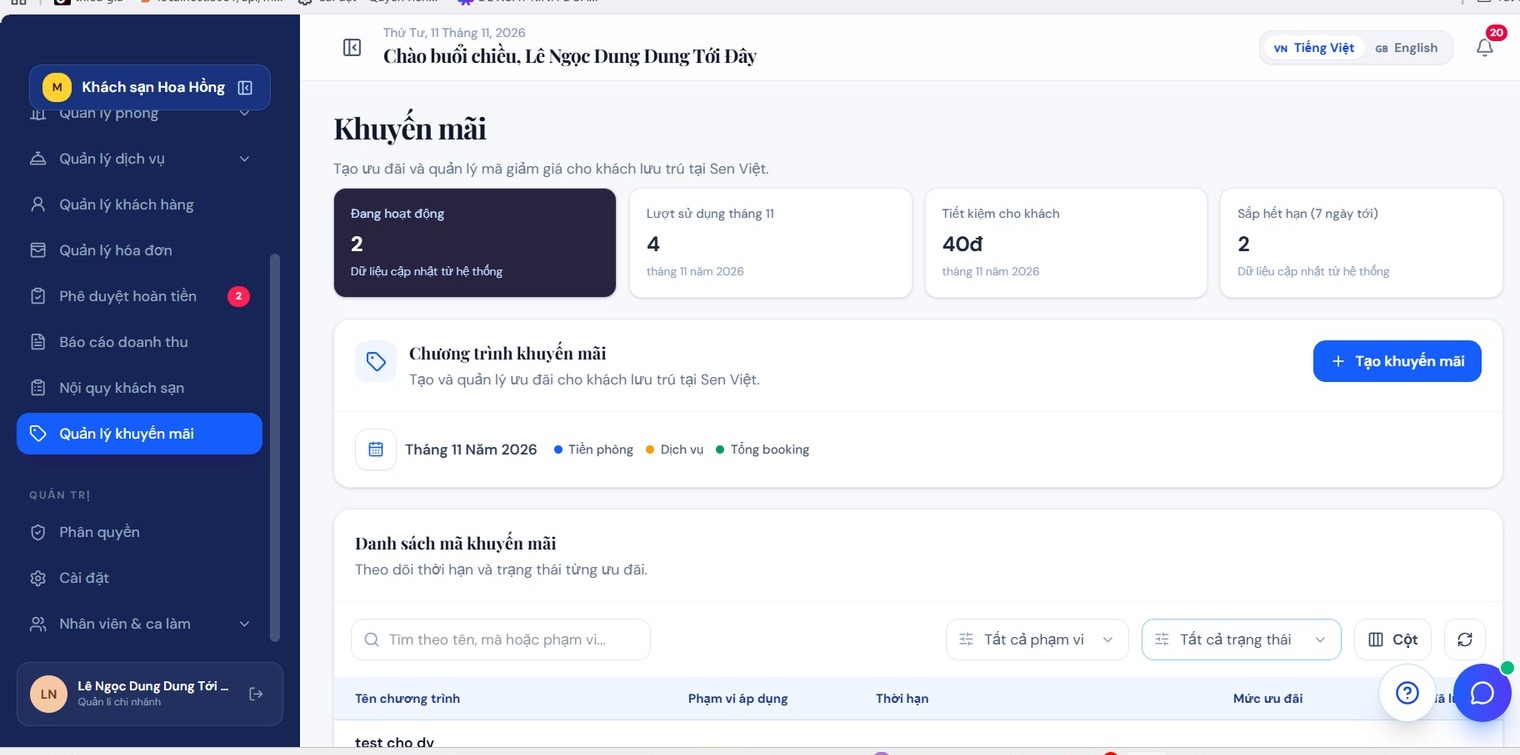 Thứ Tư, 11 Tháng 11, 2026
Chào buổi chiều, Lê Ngọc Dung Dung Tới Đây
VN Tiếng Việt GB English
20
M Khách sạn Hoa Hồng
Quản lý phòng
Quản lý dịch vụ
Quản lý khách hàng
Quản lý hóa đơn
Phê duyệt hoàn tiền 2
Báo cáo doanh thu
Nội quy khách sạn
Quản lý khuyến mãi
QUẢN TRỊ
Phân quyền
Cài đặt
Nhân viên & ca làm
LN Lê Ngọc Dung Dung Tới ...
Quản lí chi nhánh
Khuyến mãi
Tạo ưu đãi và quản lý mã giảm giá cho khách lưu trú tại Sen Việt.
Đang hoạt động
2
Dữ liệu cập nhật từ hệ thống
Lượt sử dụng tháng 11
4
tháng 11 năm 2026
Tiết kiệm cho khách
40đ
tháng 11 năm 2026
Sắp hết hạn (7 ngày tới)
2
Dữ liệu cập nhật từ hệ thống
Chương trình khuyến mãi
Tạo và quản lý ưu đãi cho khách lưu trú tại Sen Việt.
+ Tạo khuyến mãi
Tháng 11 Năm 2026 Tiền phòng Dịch vụ Tổng booking
Danh sách mã khuyến mãi
Theo dõi thời hạn và trạng thái từng ưu đãi.
Tìm theo tên, mã hoặc phạm vi...
Tất cả phạm vi
Tất cả trạng thái
Cột
Tên chương trình Phạm vi áp dụng Thời hạn Mức ưu đãi
test cho dv